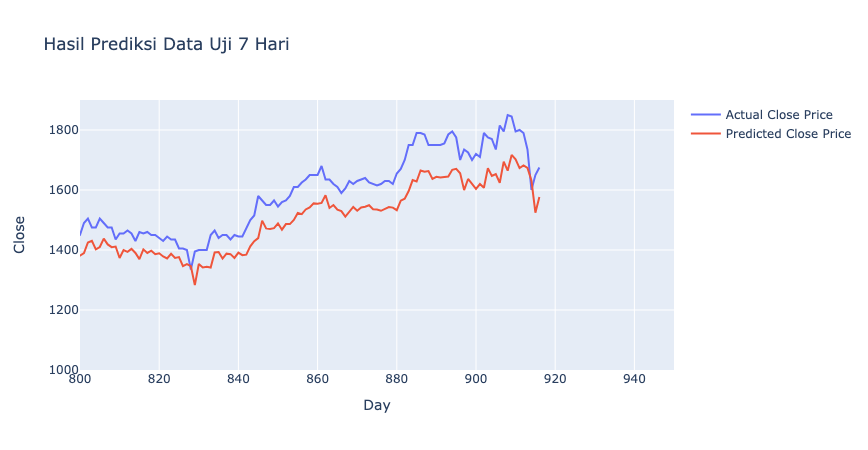 Hasil Prediksi Data Uji 7 Hari
Actual Close Price
Predicted Close Price
Close
1800
1600
1400
1200
1000
800
820
840
860
880
900
920
940
Day